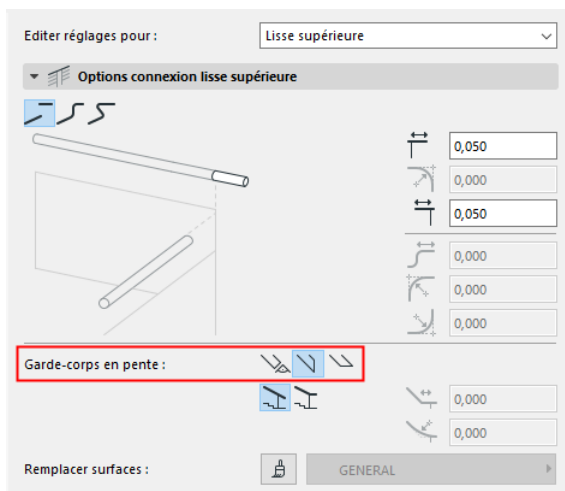 Editer réglages pour : Lisse supérieure
Options connexion lisse supérieure
0,050
0,000
0,050
0,000
0,000
0,000
Garde-corps en pente :
0,000
0,000
Remplacer surfaces : GENERAL